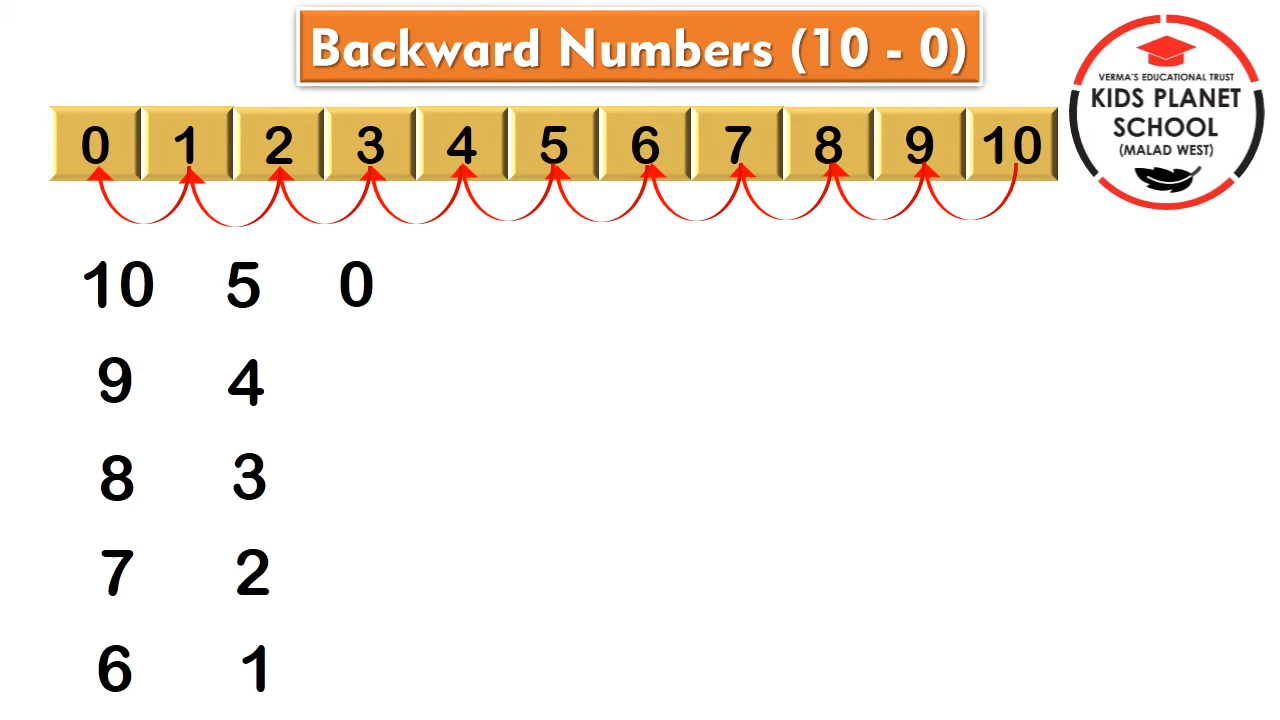 Backward Numbers (10 - 0)
VERMA'S EDUCATIONAL TRUST
KIDS PLANET
SCHOOL
(MALAD WEST)
0 1 2 3 4 5 6 7 8 9 10
10 5 0
9 4
8 3
7 2
6 1